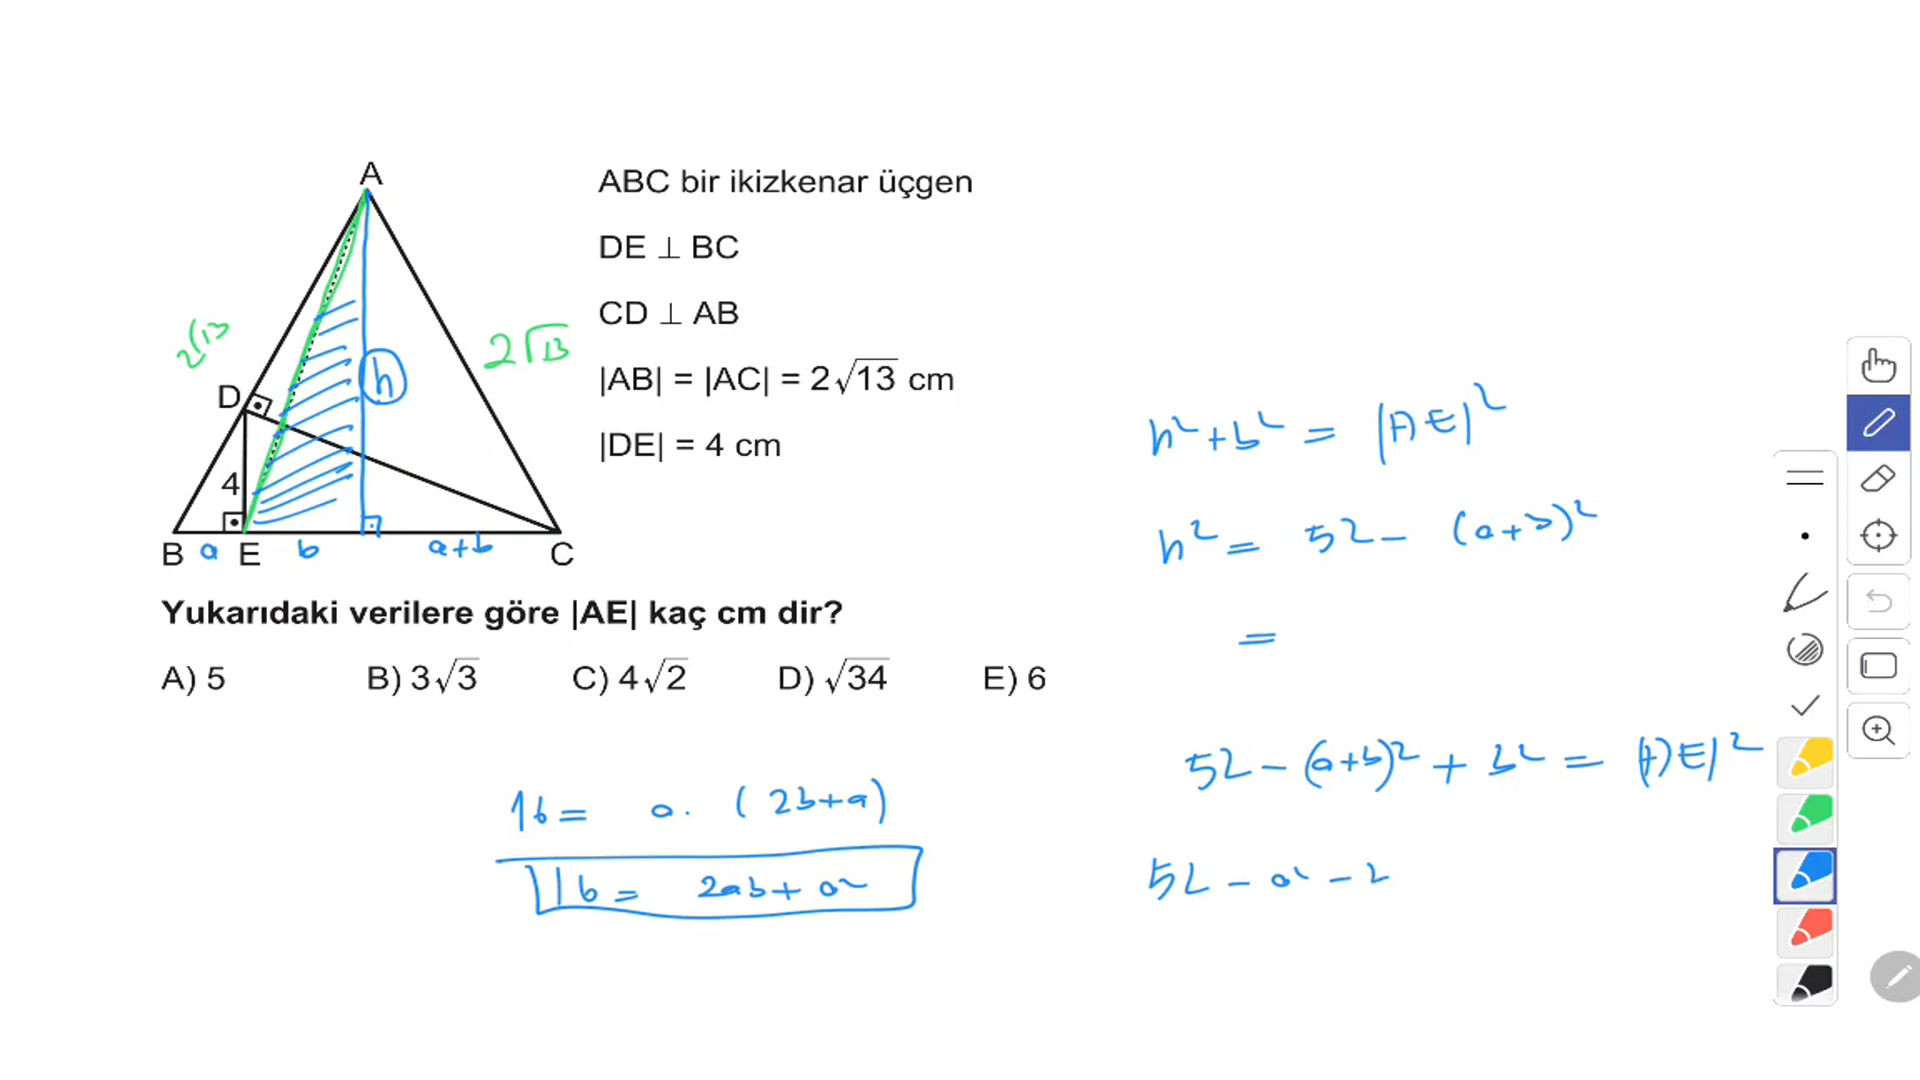 A
ABC bir ikizkenar üçgen
DE ⊥ BC
CD ⊥ AB
2√13
2√13
h
|AB| = |AC| = 2√13 cm
D
|DE| = 4 cm
4
B a E b a+b C
Yukarıdaki verilere göre |AE| kaç cm dir?
A) 5 B) 3√3 C) 4√2 D) √34 E) 6
16 = a. (2b+a)
16 = 2ab + a²
h² + b² = |AE|²
h² = 52 - (a+b)²
=
52 - (a+b)² + b² = |AE|²
52 - a² - 2